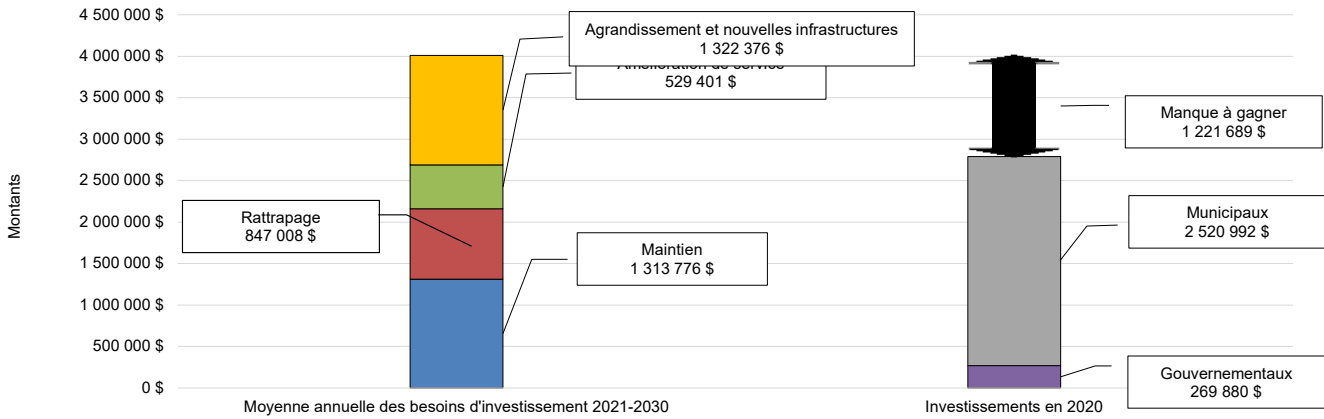 4 500 000 $
4 000 000 $
3 500 000 $
3 000 000 $
2 500 000 $
2 000 000 $
1 500 000 $
1 000 000 $
500 000 $
0 $
Montants
Agrandissement et nouvelles infrastructures
1 322 376 $
Amélioration de service
529 401 $
Rattrapage
847 008 $
Maintien
1 313 776 $
Manque à gagner
1 221 689 $
Municipaux
2 520 992 $
Gouvernementaux
269 880 $
Moyenne annuelle des besoins d'investissement 2021-2030
Investissements en 2020